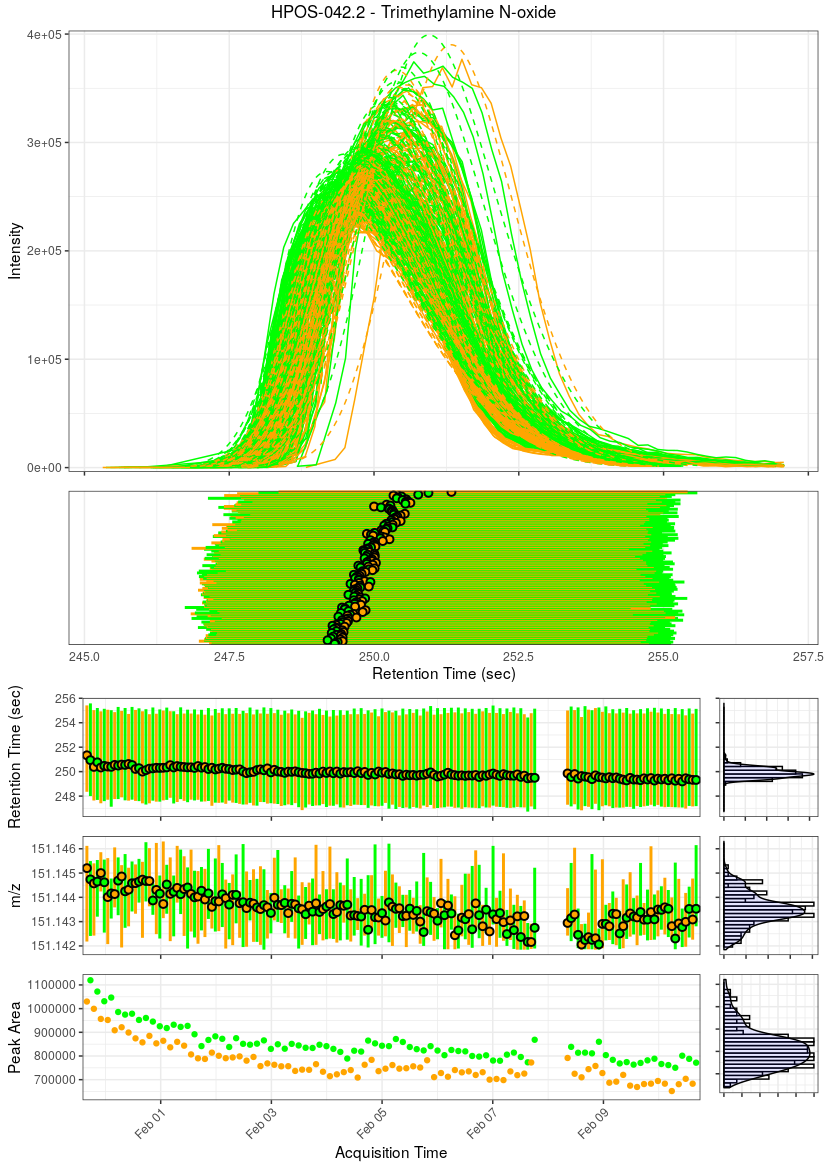 HPOS-042.2 - Trimethylamine N-oxide
4e+05
3e+05
2e+05
1e+05
0e+00
Intensity
245.0 247.5 250.0 252.5 255.0 257.5
Retention Time (sec)
256
254
252
250
248
Retention Time (sec)
151.146
151.145
151.144
151.143
151.142
m/z
1100000
1000000
900000
800000
700000
Peak Area
Feb 01 Feb 03 Feb 05 Feb 07 Feb 09
Acquisition Time